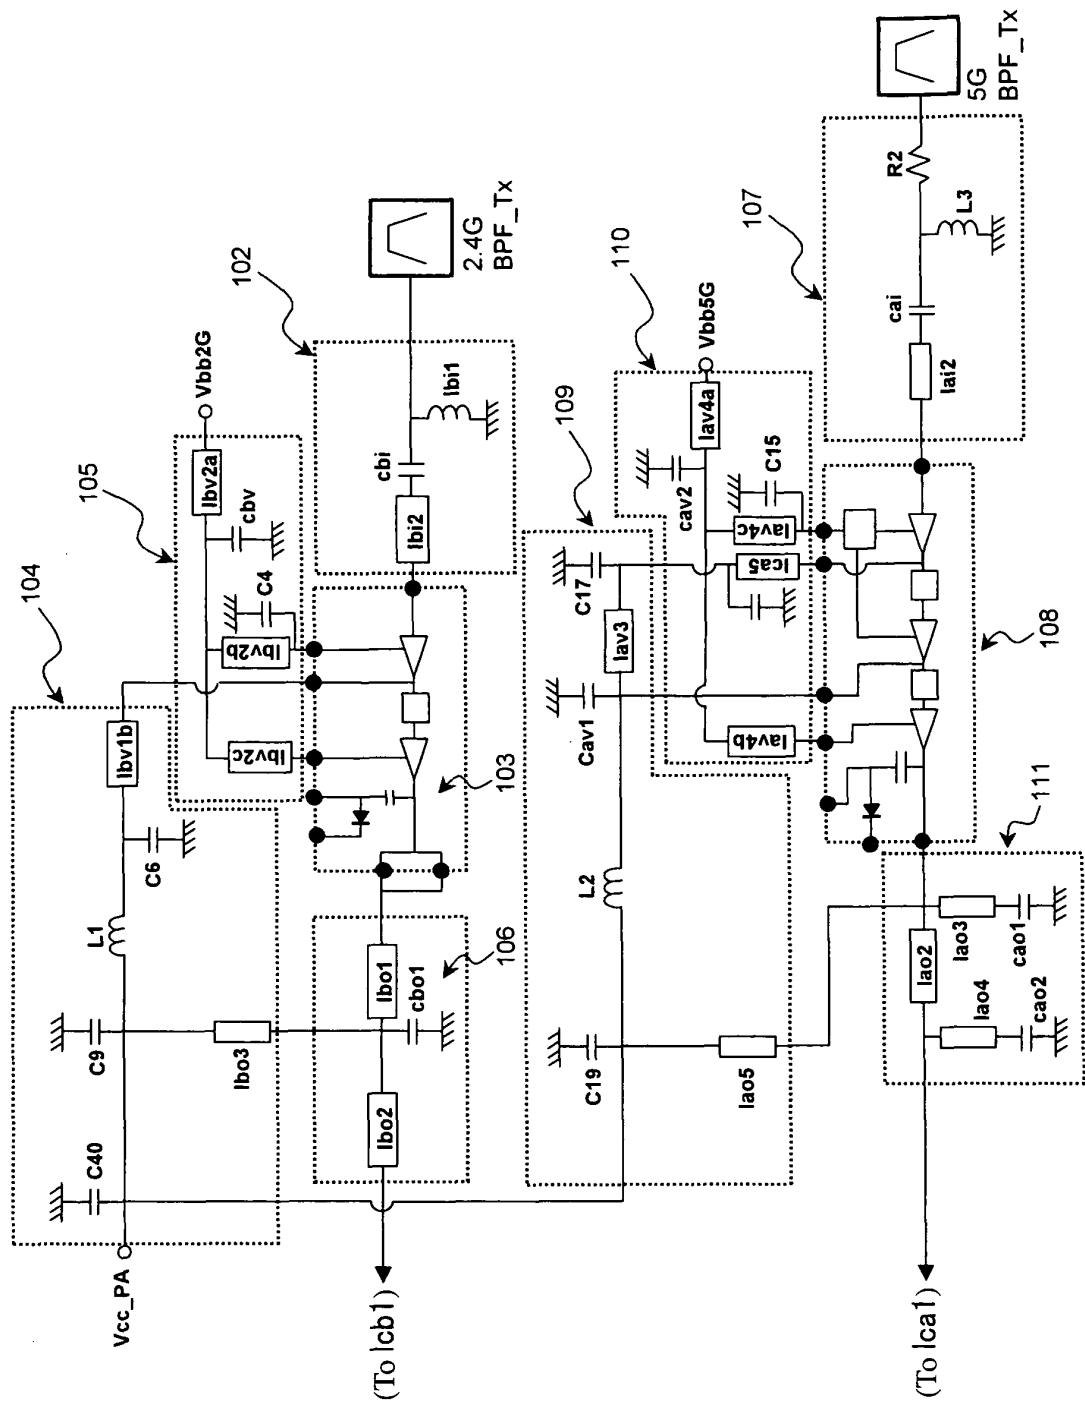 Vcc_PA
C40
C9
L1
C6
lbv1b
104
lbo3
105
lbv2a
Vbb2G
cbv
C4
lbv2b
lbv2c
102
2.4G
BPF_Tx
lbi1
cbi
lbi2
103
lbo1
cbo1
106
lbo2
(To lcb1)
109
C17
lav3
Cav1
L2
C19
lao5
110
Vbb5G
lav4a
cav2
C15
lav4c
lca5
lav4b
107
5G
BPF_Tx
R2
L3
cai
lai2
108
111
lao2
lao3
cao1
lao4
cao2
(To lca1)